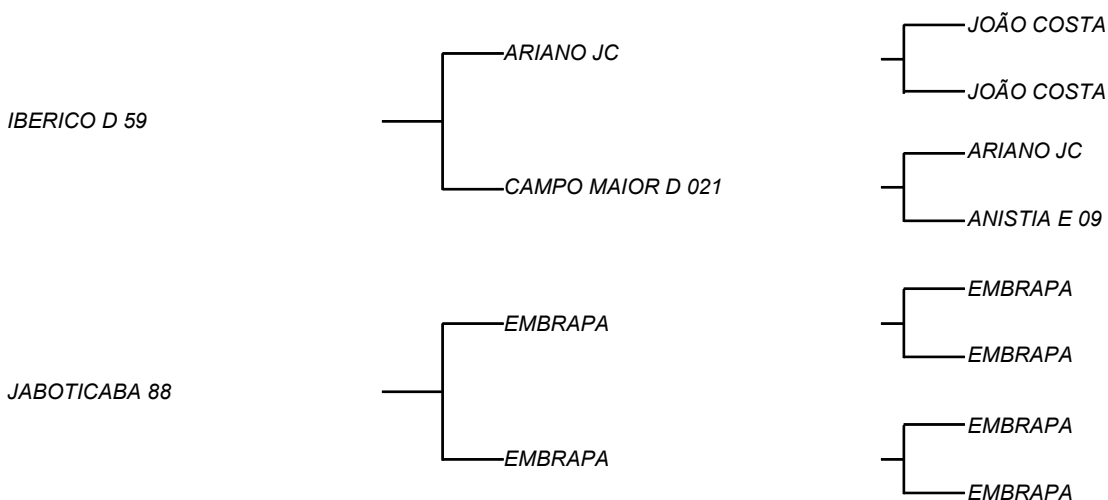 JOÃO COSTA
ARIANO JC
JOÃO COSTA
IBERICO D 59
ARIANO JC
CAMPO MAIOR D 021
ANISTIA E 09
EMBRAPA
EMBRAPA
EMBRAPA
JABOTICABA 88
EMBRAPA
EMBRAPA
EMBRAPA